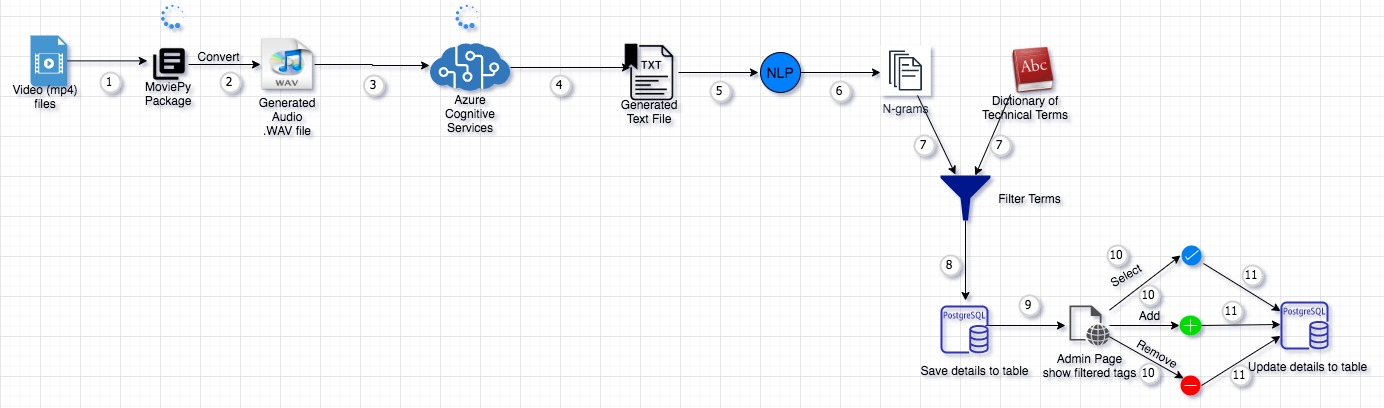 Video (mp4)
files
1
MoviePy
Package
Convert
2
WAV
Generated
Audio
.WAV file
3
Azure
Cognitive
Services
4
TXT
Generated
Text File
5
NLP
6
N-grams
Abc
Dictionary of
Technical Terms
7
7
Filter Terms
8
PostgreSQL
Save details to table
9
Admin Page
show filtered tags
10
Select
10
Add
Remove
10
11
11
11
PostgreSQL
Update details to table